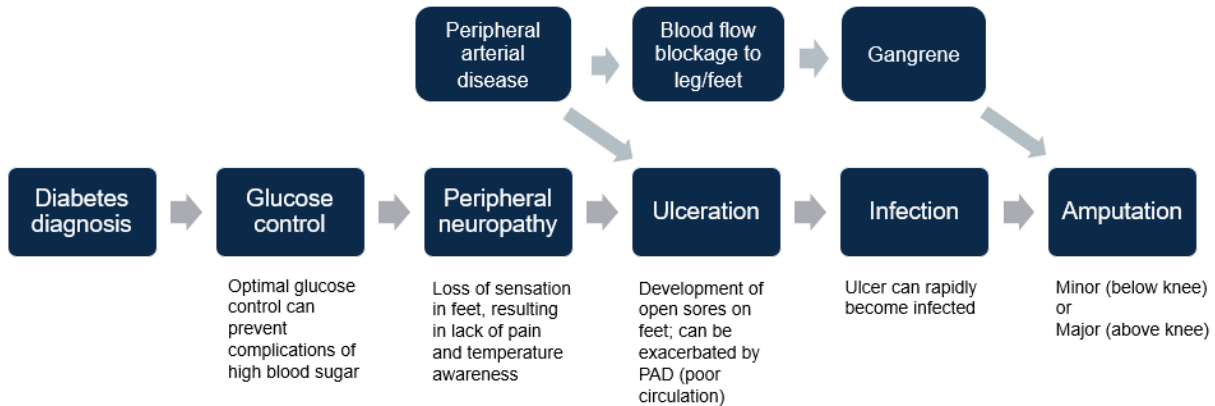 Peripheral
arterial
disease
Blood flow
blockage to
leg/feet
Gangrene
Diabetes
diagnosis
Glucose
control
Peripheral
neuropathy
Ulceration
Infection
Amputation
Optimal glucose
control can
prevent
complications of
high blood sugar
Loss of sensation
in feet, resulting
in lack of pain
and temperature
awareness
Development of
open sores on
feet; can be
exacerbated by
PAD (poor
circulation)
Ulcer can rapidly
become infected
Minor (below knee)
or
Major (above knee)